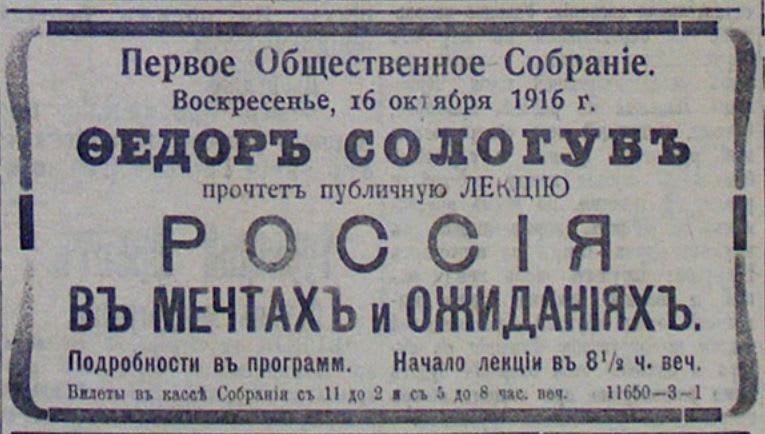 Первое Общественное Собраніе.
Воскресенье, 16 октября 1916 г.
ѲЕДОРЪ СОЛОГУБЪ
прочтетъ публичную ЛЕКЦІЮ
РОССІЯ
ВЪ МЕЧТАХЪ и ОЖИДАНІЯХЪ.
Подробности въ программ. Начало лекціи въ 8¹/₂ ч. веч.
Билеты въ кассѣ Собранія съ 11 до 2 и съ 5 до 8 час. веч. 11650—3—1